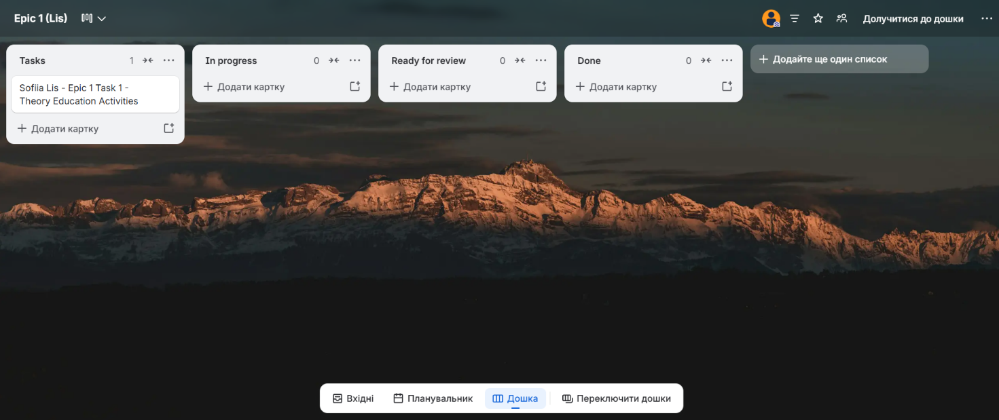 Epic 1 (Lis)
Долучитися до дошки
Tasks 1
Sofiia Lis - Epic 1 Task 1 -
Theory Education Activities
Додати картку
In progress 0
Додати картку
Ready for review 0
Додати картку
Done 0
Додати картку
Додайте ще один список
Вхідні
Планувальник
Дошка
Переключити дошки